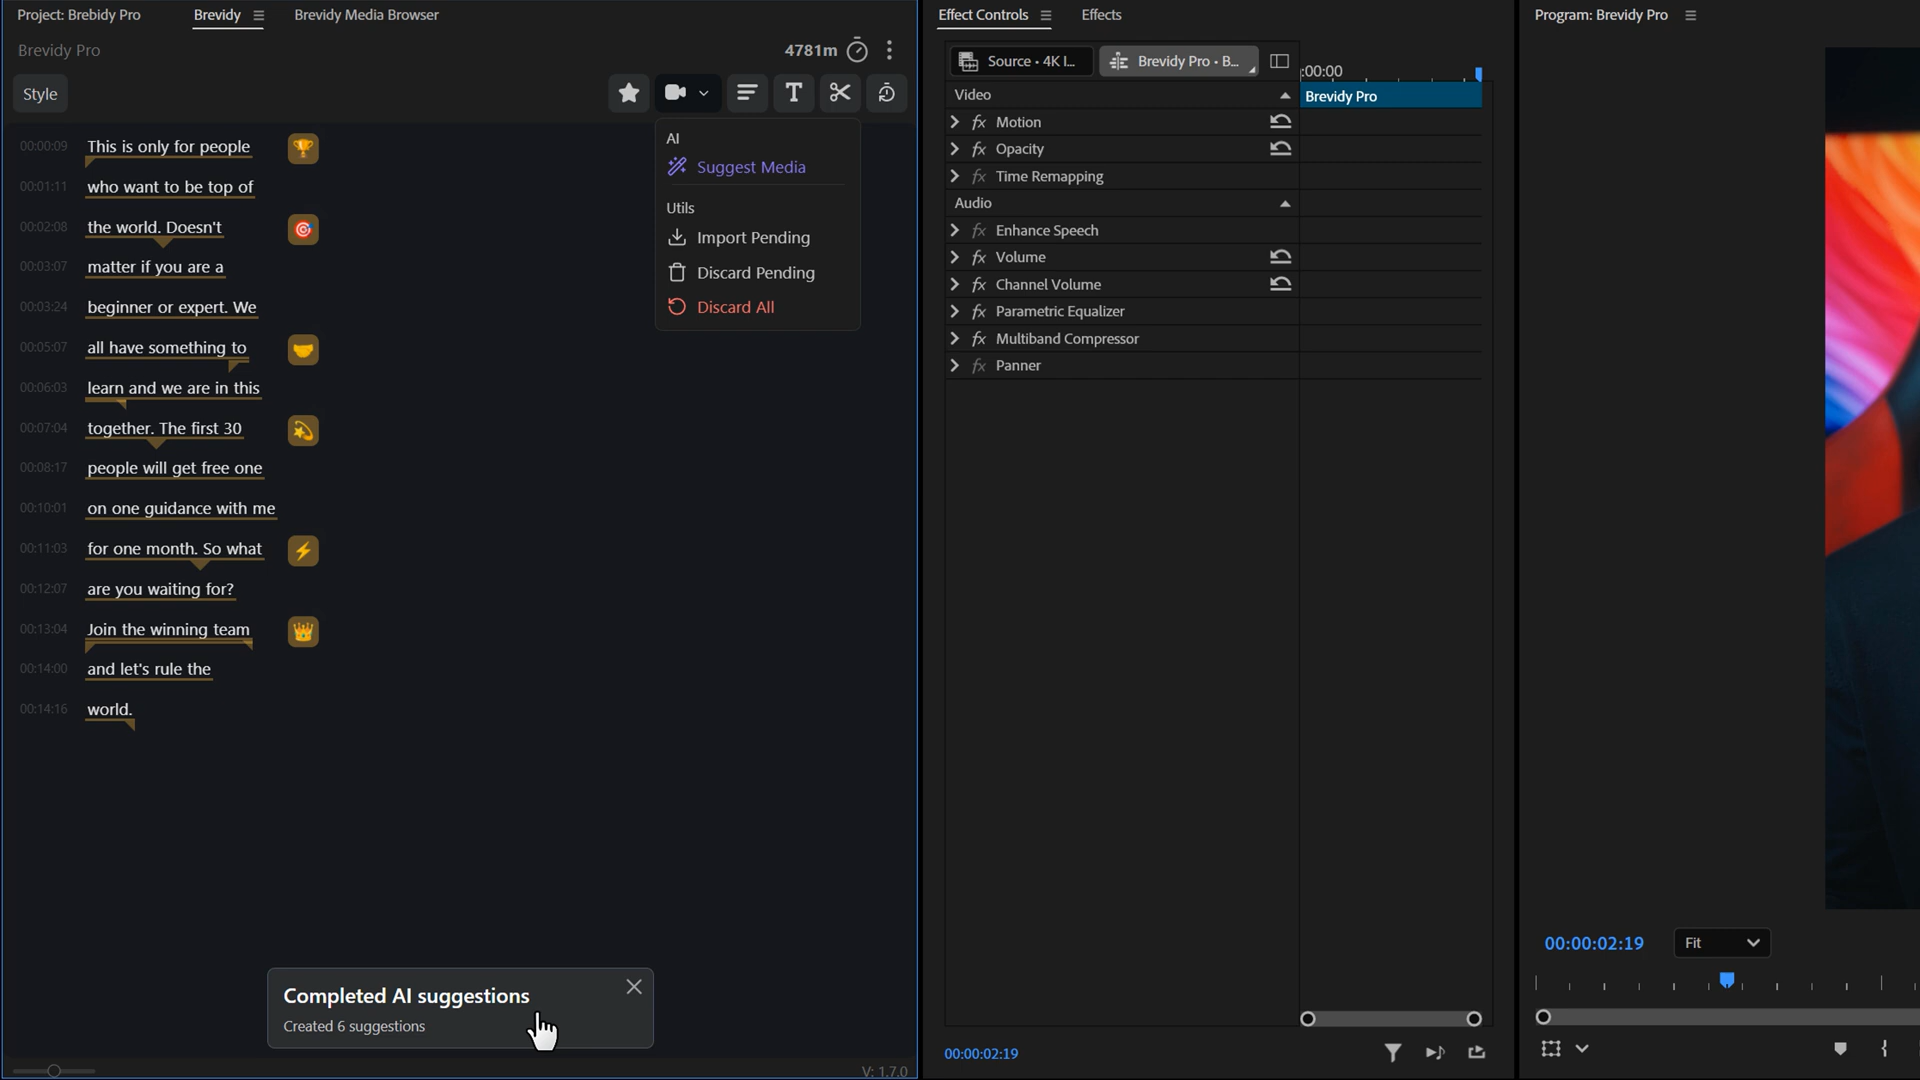 Project: Brebidy Pro
Brevidy
Brevidy Media Browser
Brevidy Pro
4781m
Style
00:00:09 This is only for people
00:01:11 who want to be top of
00:02:08 the world. Doesn't
00:03:07 matter if you are a
00:03:24 beginner or expert. We
00:05:07 all have something to
00:06:03 learn and we are in this
00:07:04 together. The first 30
00:08:17 people will get free one
00:10:01 on one guidance with me
00:11:03 for one month. So what
00:12:07 are you waiting for?
00:13:04 Join the winning team
00:14:00 and let's rule the
00:14:16 world.
AI
Suggest Media
Utils
Import Pending
Discard Pending
Discard All
Completed AI suggestions
Created 6 suggestions
V: 1.7.0
Effect Controls
Effects
Source • 4K I...
Brevidy Pro • B...
:00:00
Video
Brevidy Pro
fx Motion
fx Opacity
fx Time Remapping
Audio
fx Enhance Speech
fx Volume
fx Channel Volume
fx Parametric Equalizer
fx Multiband Compressor
fx Panner
00:00:02:19
Program: Brevidy Pro
00:00:02:19
Fit